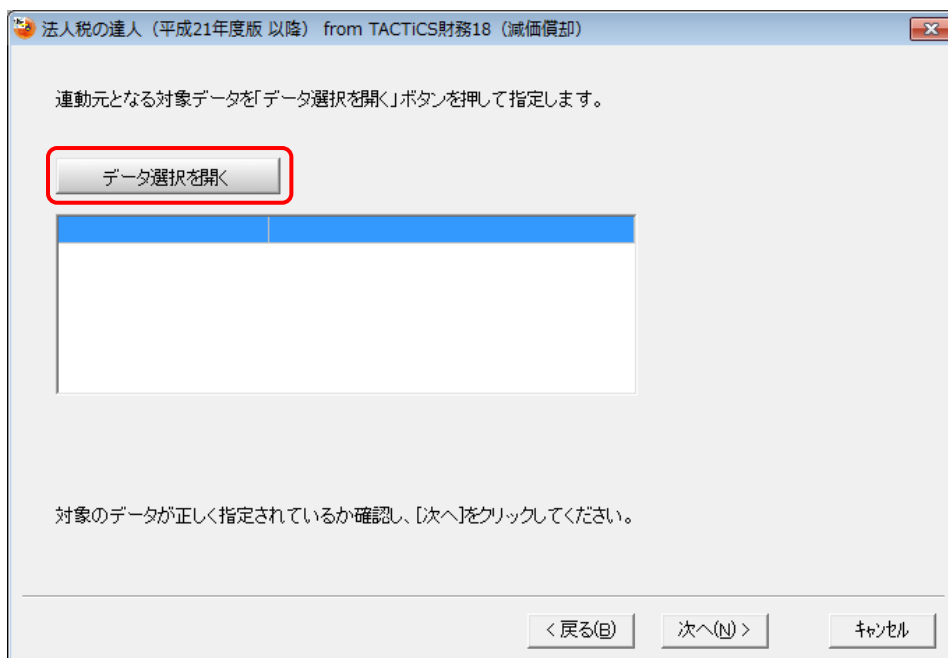 法人税の達人（平成21年度版 以降） from TACTiCS財務18（減価償却）
連動元となる対象データを「データ選択を開く」ボタンを押して指定します。
データ選択を開く
対象のデータが正しく指定されているか確認し、[次へ]をクリックしてください。
< 戻る(B)
次へ(N) >
キャンセル